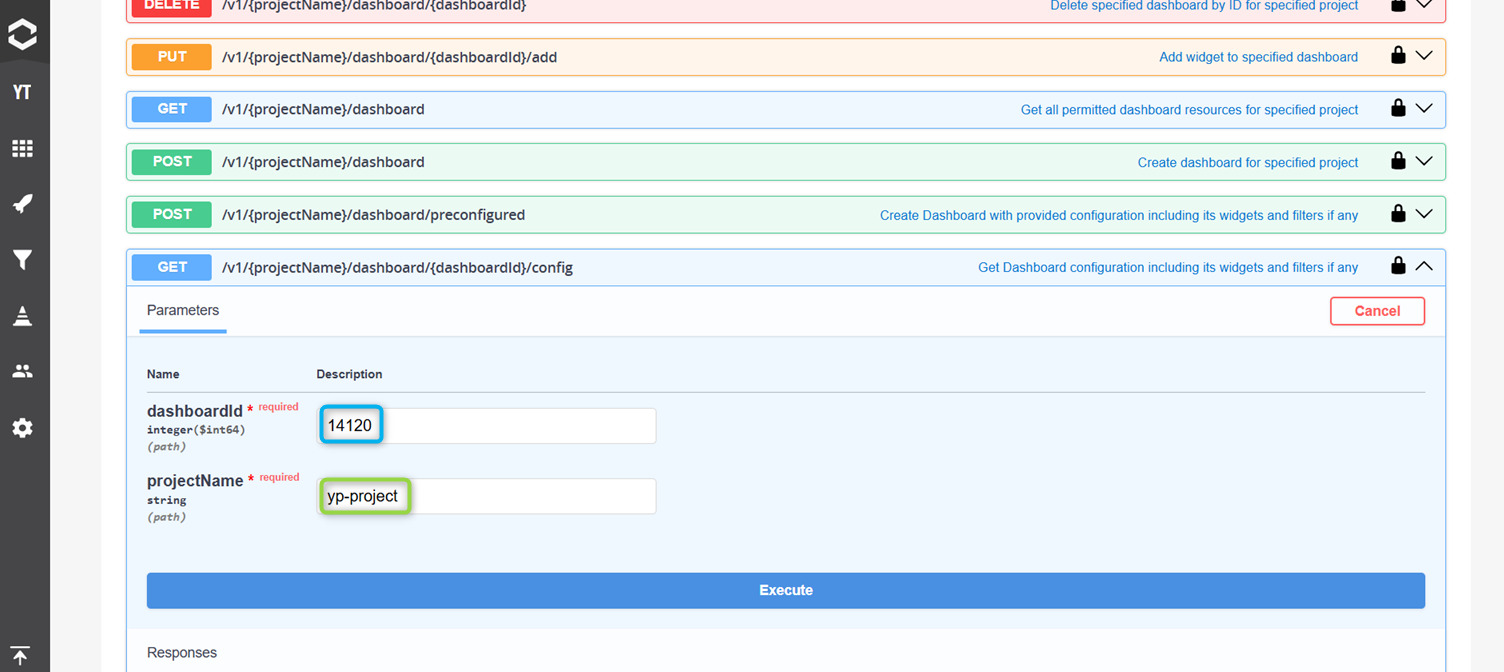 DELETE /v1/{projectName}/dashboard/{dashboardId} Delete specified dashboard by ID for specified project
PUT /v1/{projectName}/dashboard/{dashboardId}/add Add widget to specified dashboard
YT
GET /v1/{projectName}/dashboard Get all permitted dashboard resources for specified project
POST /v1/{projectName}/dashboard Create dashboard for specified project
POST /v1/{projectName}/dashboard/preconfigured Create Dashboard with provided configuration including its widgets and filters if any
GET /v1/{projectName}/dashboard/{dashboardId}/config Get Dashboard configuration including its widgets and filters if any
Parameters Cancel
Name Description
dashboardId * required
integer($int64)
(path)
14120
projectName * required
string
(path)
yp-project
Execute
Responses